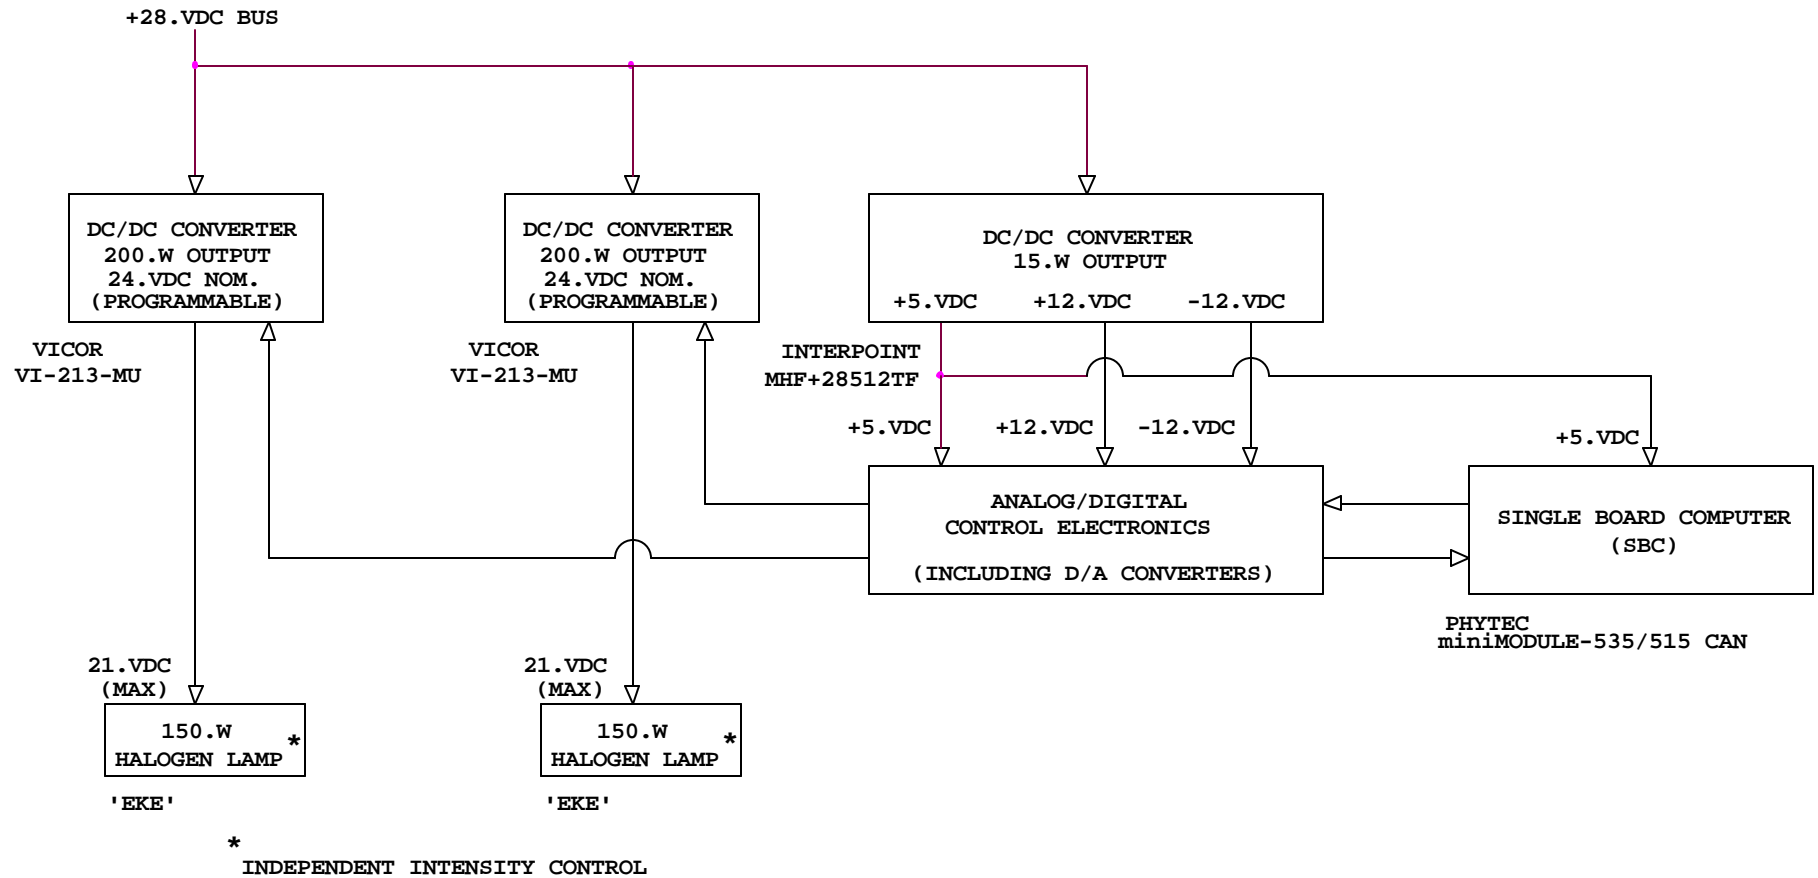 +28.VDC BUS
DC/DC CONVERTER
200.W OUTPUT
24.VDC NOM.
(PROGRAMMABLE)
VICOR
VI-213-MU
DC/DC CONVERTER
200.W OUTPUT
24.VDC NOM.
(PROGRAMMABLE)
VICOR
VI-213-MU
DC/DC CONVERTER
15.W OUTPUT
+5.VDC +12.VDC -12.VDC
INTERPOINT
MHF+28512TF
+5.VDC +12.VDC -12.VDC
+5.VDC
ANALOG/DIGITAL
CONTROL ELECTRONICS
(INCLUDING D/A CONVERTERS)
SINGLE BOARD COMPUTER
(SBC)
PHYTEC
miniMODULE-535/515 CAN
21.VDC
(MAX)
150.W
HALOGEN LAMP *
'EKE'
21.VDC
(MAX)
150.W
HALOGEN LAMP *
'EKE'
*
INDEPENDENT INTENSITY CONTROL